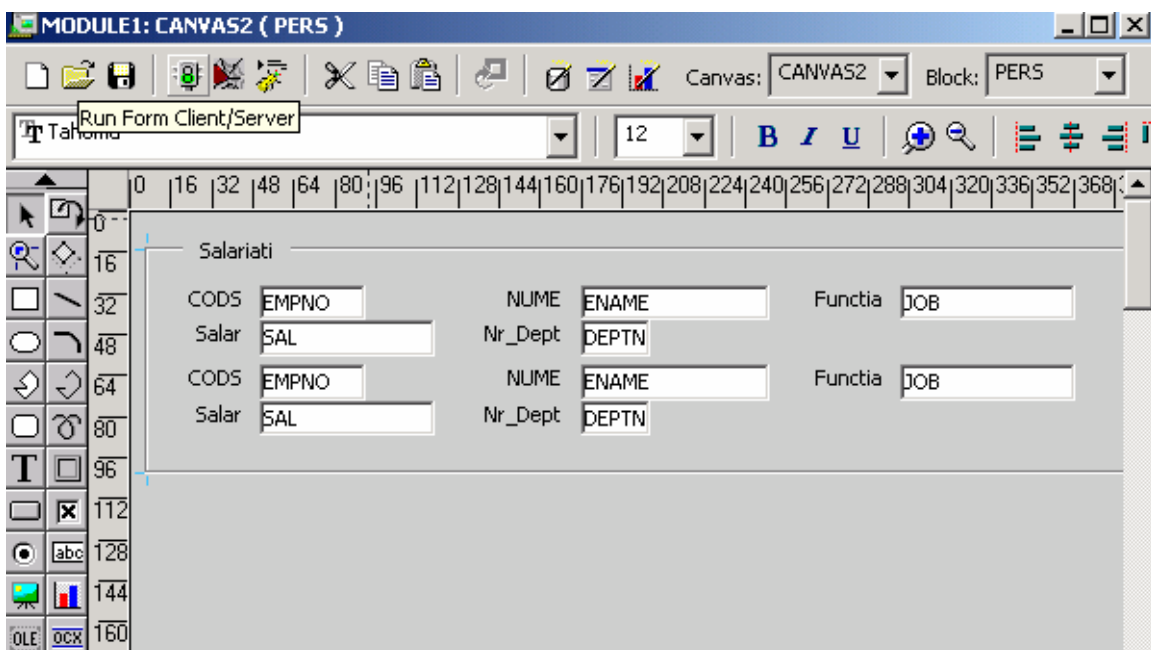 MODULE1: CANVAS2 ( PERS )
Canvas: CANVAS2 Block: PERS
Run Form Client/Server
Tahoma 12 B I U
0 16 32 48 64 80 96 112 128 144 160 176 192 208 224 240 256 272 288 304 320 336 352 368
0
Salariati
16
CODS EMPNO NUME ENAME Functia JOB
32
Salar SAL Nr_Dept DEPTN
48
CODS EMPNO NUME ENAME Functia JOB
64
Salar SAL Nr_Dept DEPTN
80
T 96
112
abc 128
144
OLE OCX 160